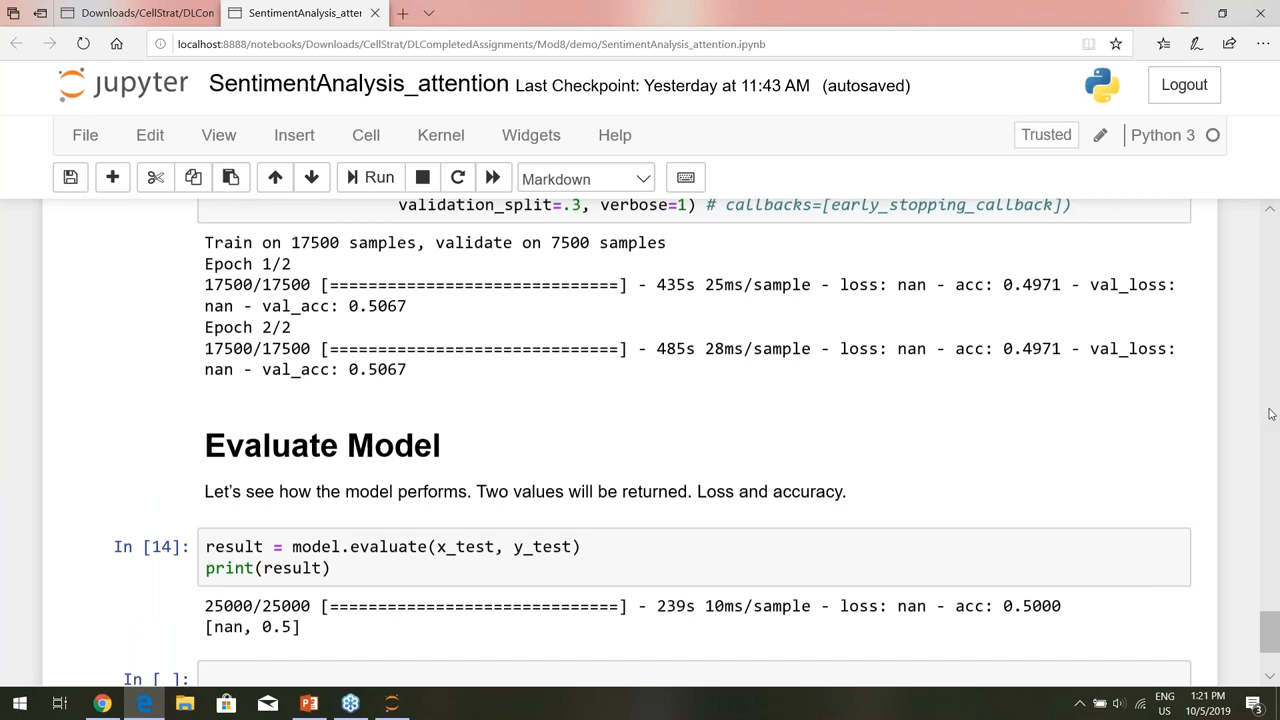 Downloads/CellStrat/DLCon
SentimentAnalysis_atter
localhost:8888/notebooks/Downloads/CellStrat/DLCompletedAssignments/Mod8/demo/SentimentAnalysis_attention.ipynb
jupyter SentimentAnalysis_attention Last Checkpoint: Yesterday at 11:43 AM (autosaved) Logout
File Edit View Insert Cell Kernel Widgets Help Trusted Python 3
Run Markdown
validation_split=.3, verbose=1) # callbacks=[early_stopping_callback])
Train on 17500 samples, validate on 7500 samples
Epoch 1/2
17500/17500 [==============================] - 435s 25ms/sample - loss: nan - acc: 0.4971 - val_loss:
nan - val_acc: 0.5067
Epoch 2/2
17500/17500 [==============================] - 485s 28ms/sample - loss: nan - acc: 0.4971 - val_loss:
nan - val_acc: 0.5067
Evaluate Model
Let's see how the model performs. Two values will be returned. Loss and accuracy.
In [14]: result = model.evaluate(x_test, y_test)
print(result)
25000/25000 [==============================] - 239s 10ms/sample - loss: nan - acc: 0.5000
[nan, 0.5]
In [ ]:
ENG 1:21 PM
US 10/5/2019 3